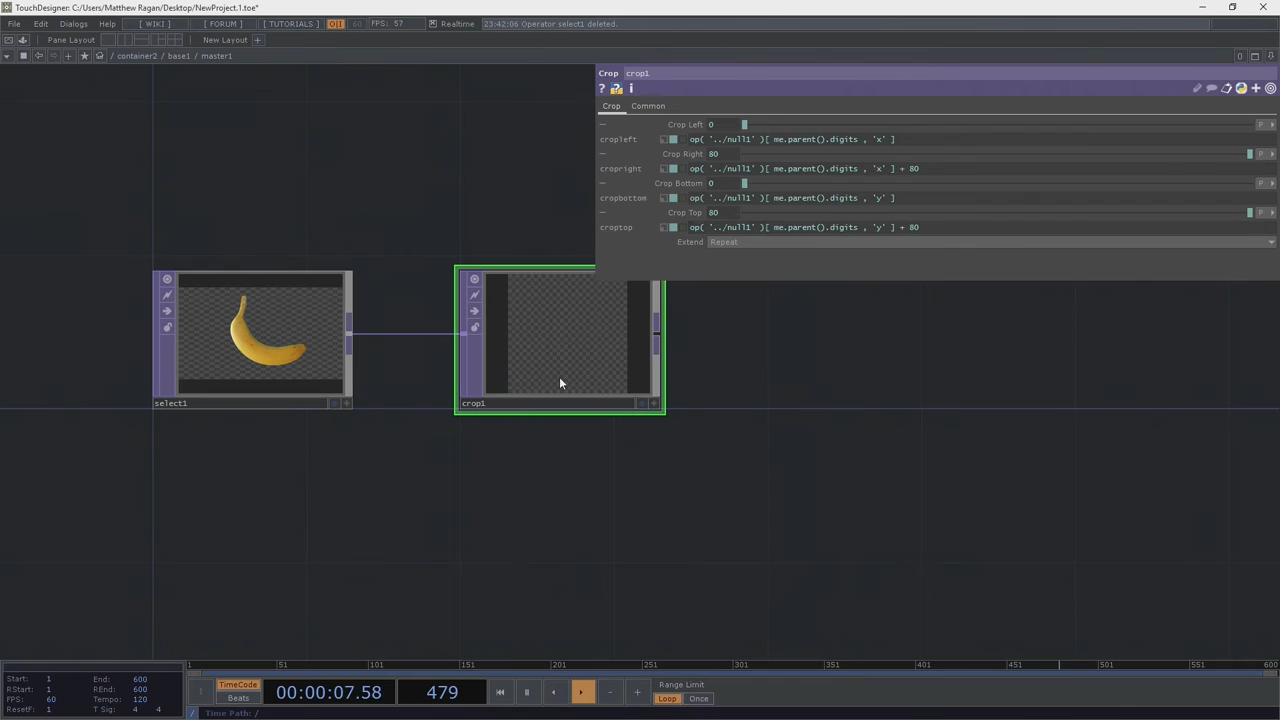 TouchDesigner: C:/Users/Matthew Ragan/Desktop/NewProject.1.toe*
File Edit Dialogs Help [ WIKI ] [ FORUM ] [ TUTORIALS ] O|I 60 FPS: 57 Realtime 23:42:06 Operator select1 deleted.
Pane Layout New Layout +
/ container2 / base1 / master1 0
Crop crop1
? ? i
Crop Common
Crop Left 0 P
cropleft op( '../null1' )[ me.parent().digits , 'x' ]
Crop Right 80 P
cropright op( '../null1' )[ me.parent().digits , 'x' ] + 80
Crop Bottom 0 P
cropbottom op( '../null1' )[ me.parent().digits , 'y' ]
Crop Top 80 P
croptop op( '../null1' )[ me.parent().digits , 'y' ] + 80
Extend Repeat
select1
crop1
1 51 101 151 201 251 301 351 401 451 501 551 600
Start: 1 End: 600
RStart: 1 REnd: 600
FPS: 60 Tempo: 120
ResetF: 1 T Sig: 4 4
TimeCode
Beats
00:00:07.58 479
Range Limit
Loop Once
/ Time Path: /